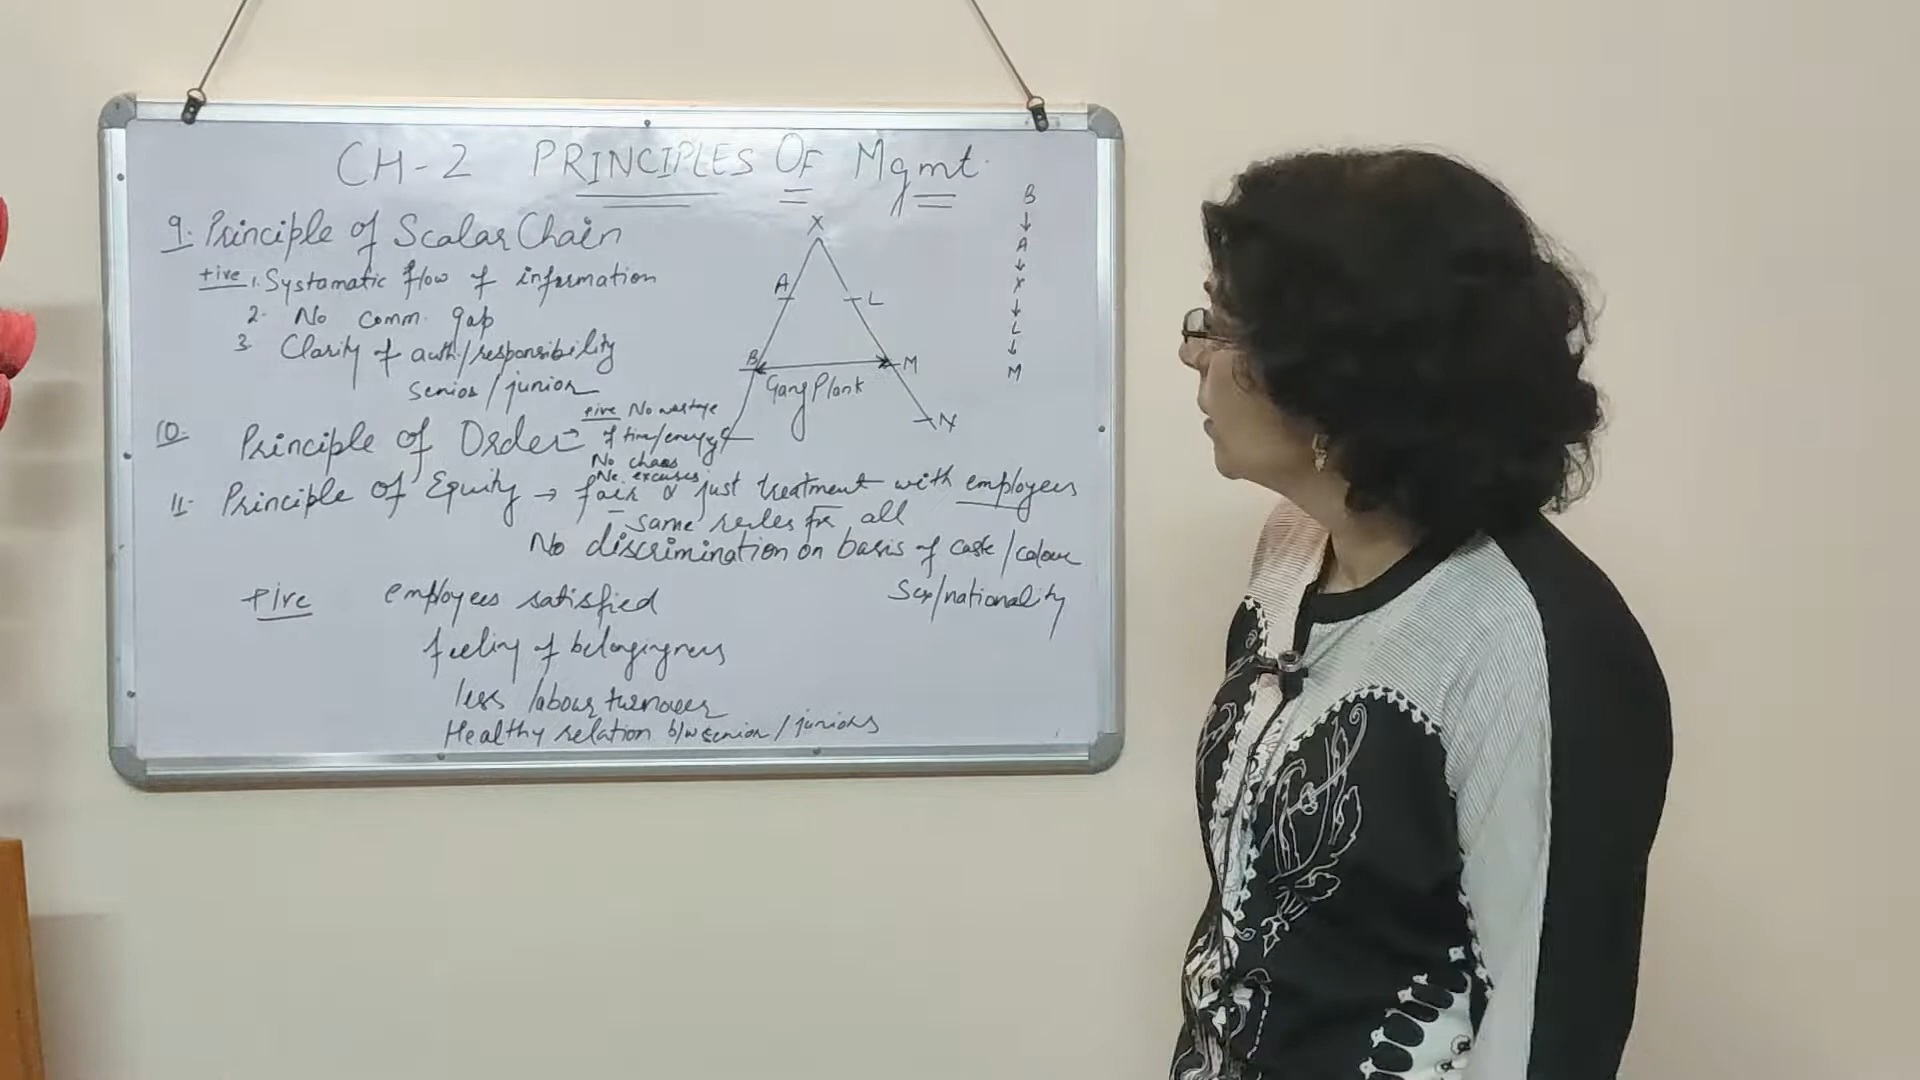 CH-2 PRINCIPLES OF Mgmt.
9. Principle of Scalar Chain
+ive 1. Systamatic flow of information
2. No comm. gap
3. Clarity of auth./responsibility
senior/junior
X
A
L
B
M
Gang Plank
C
N
B
↓
A
↓
X
↓
L
↓
M
10. Principle of Order → +ive No wastage
of time/energy
No chaos
No excuses
11. Principle of Equity → fair & just treatment with employees
same rules for all
No discrimination on basis of caste/colour
Sex/nationality
+ive employees satisfied
feeling of belongingness
less labour turnover
Healthy relation b/w senior/juniors